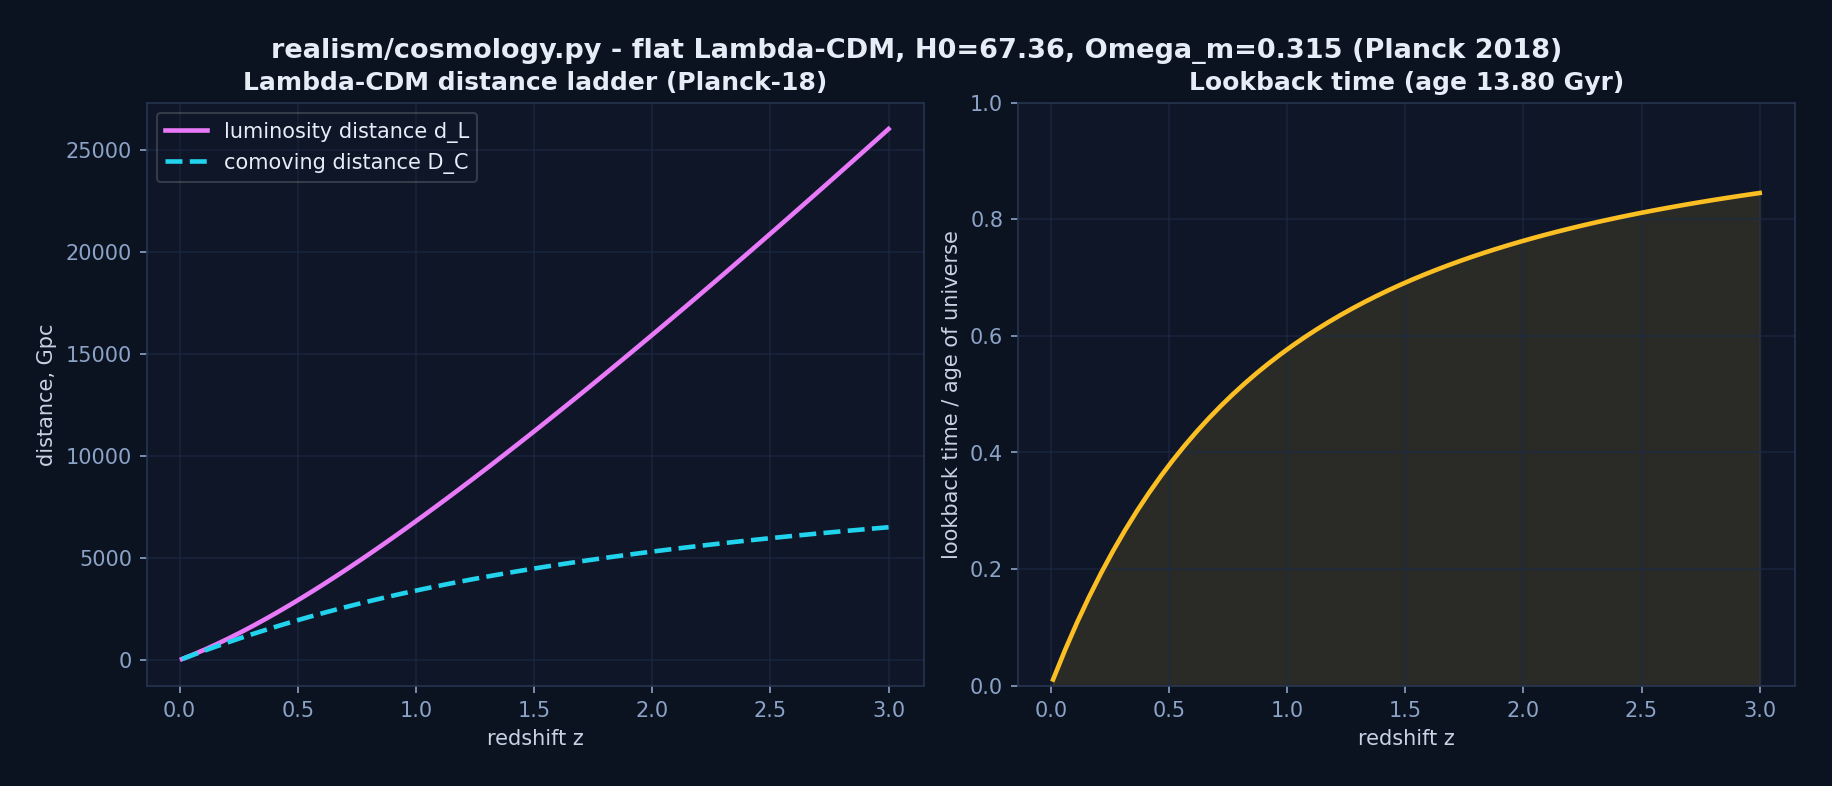 realism/cosmology.py - flat Lambda-CDM, H0=67.36, Omega_m=0.315 (Planck 2018)
Lambda-CDM distance ladder (Planck-18)
luminosity distance d_L
comoving distance D_C
distance, Gpc
25000
20000
15000
10000
5000
0
0.0 0.5 1.0 1.5 2.0 2.5 3.0
redshift z
Lookback time (age 13.80 Gyr)
lookback time / age of universe
1.0
0.8
0.6
0.4
0.2
0.0
0.0 0.5 1.0 1.5 2.0 2.5 3.0
redshift z